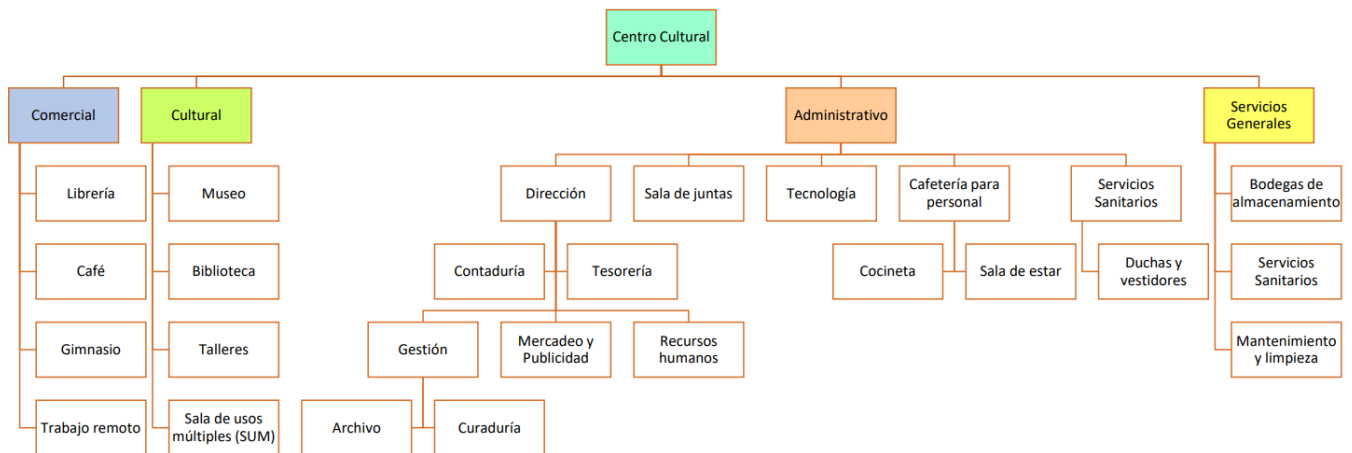 Centro Cultural
Comercial
Cultural
Administrativo
Servicios
Generales
Librería
Museo
Dirección
Sala de juntas
Tecnología
Cafetería para
personal
Servicios
Sanitarios
Bodegas de
almacenamiento
Café
Biblioteca
Contaduría
Tesorería
Cocineta
Sala de estar
Duchas y
vestidores
Servicios
Sanitarios
Gimnasio
Talleres
Gestión
Mercadeo y
Publicidad
Recursos
humanos
Mantenimiento
y limpieza
Trabajo remoto
Sala de usos
múltiples (SUM)
Archivo
Curaduría